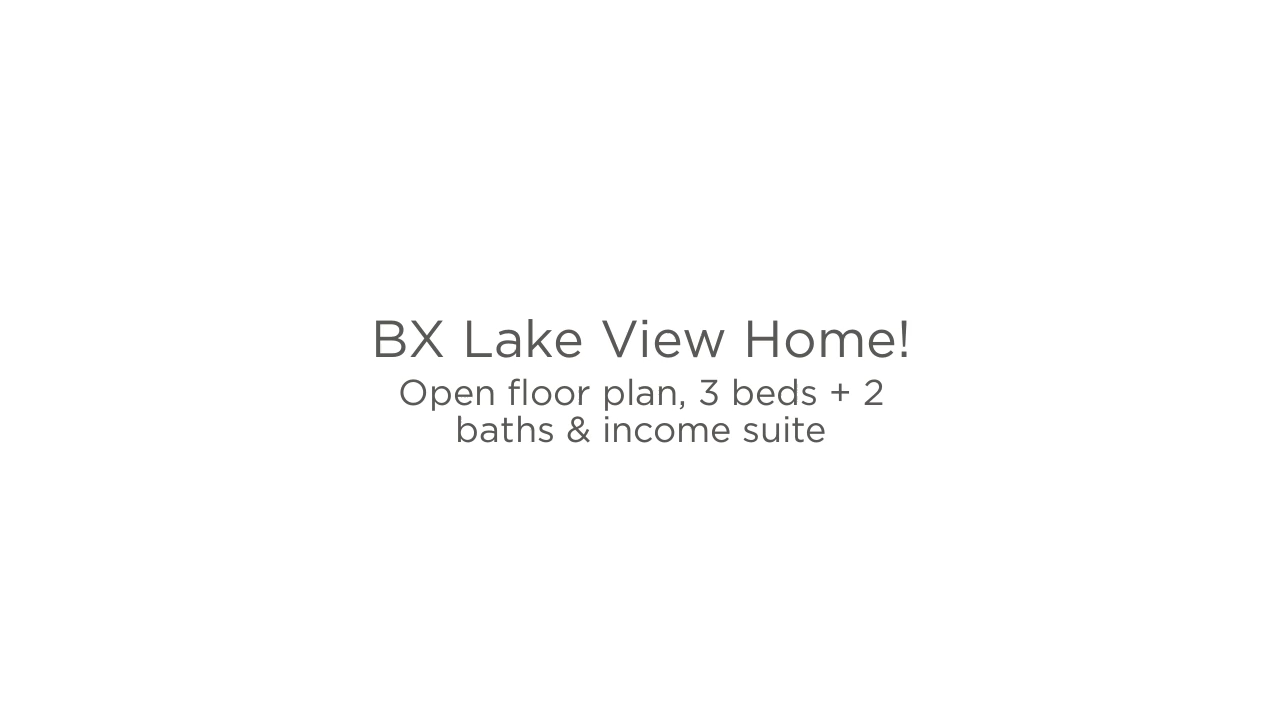 BX Lake View Home!
Open floor plan, 3 beds + 2
baths & income suite